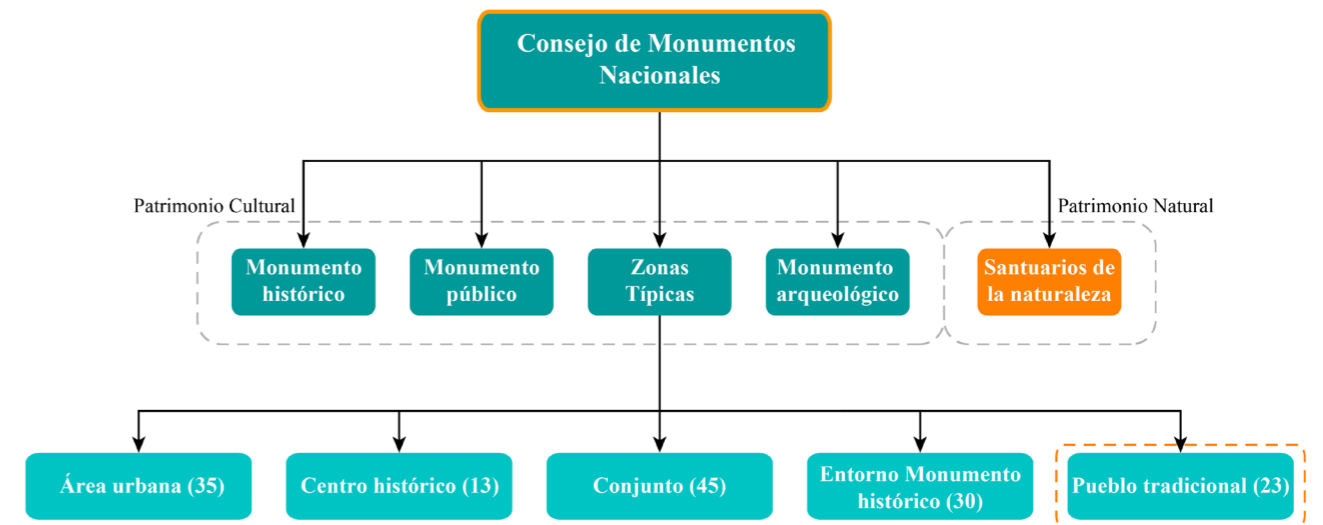 Consejo de Monumentos
Nacionales
Patrimonio Cultural
Patrimonio Natural
Monumento
histórico
Monumento
público
Zonas
Típicas
Monumento
arqueológico
Santuarios de
la naturaleza
Área urbana (35)
Centro histórico (13)
Conjunto (45)
Entorno Monumento
histórico (30)
Pueblo tradicional (23)